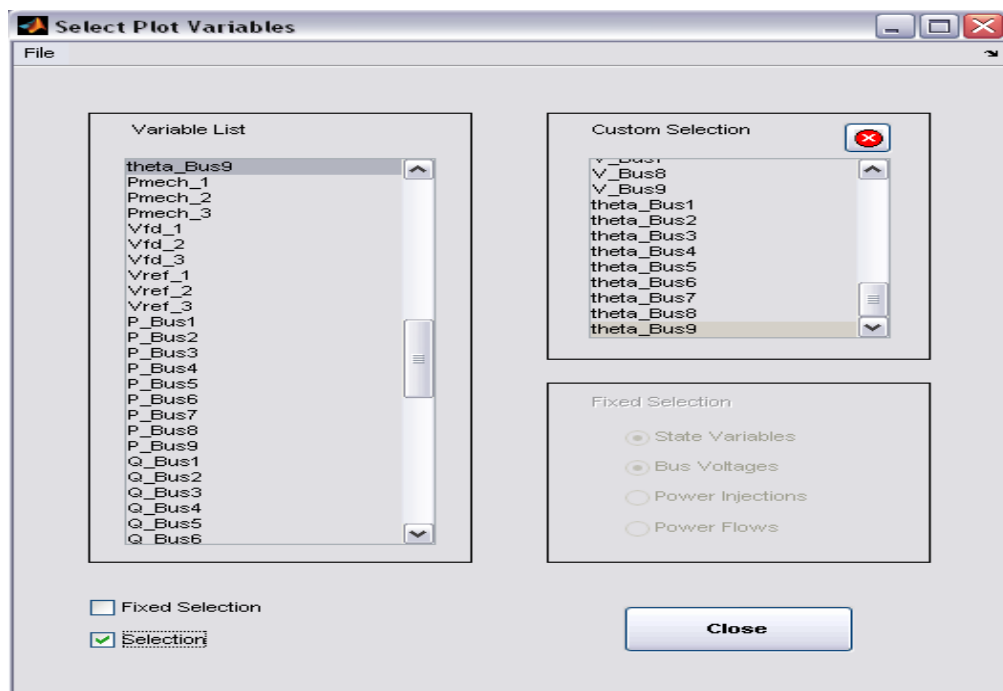 Select Plot Variables
File
Variable List
theta_Bus9
Pmech_1
Pmech_2
Pmech_3
Vfd_1
Vfd_2
Vfd_3
Vref_1
Vref_2
Vref_3
P_Bus1
P_Bus2
P_Bus3
P_Bus4
P_Bus5
P_Bus6
P_Bus7
P_Bus8
P_Bus9
Q_Bus1
Q_Bus2
Q_Bus3
Q_Bus4
Q_Bus5
Q_Bus6
Custom Selection
V_Bus7
V_Bus8
V_Bus9
theta_Bus1
theta_Bus2
theta_Bus3
theta_Bus4
theta_Bus5
theta_Bus6
theta_Bus7
theta_Bus8
theta_Bus9
Fixed Selection
State Variables
Bus Voltages
Power Injections
Power Flows
Fixed Selection
Selection
Close